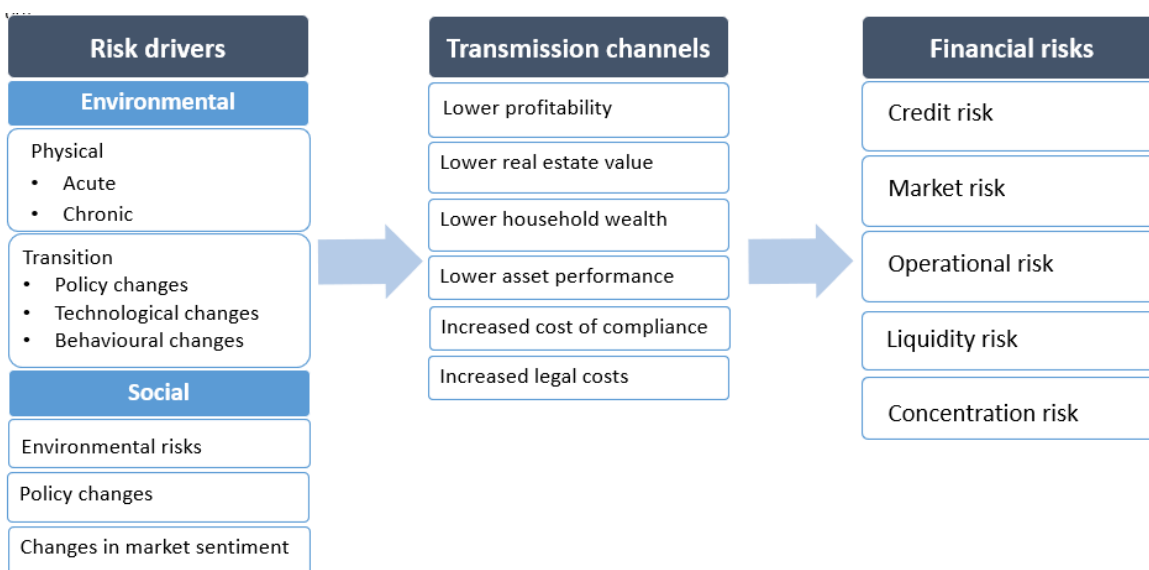 Risk drivers
Environmental
Physical
• Acute
• Chronic
Transition
• Policy changes
• Technological changes
• Behavioural changes
Social
Environmental risks
Policy changes
Changes in market sentiment
Transmission channels
Lower profitability
Lower real estate value
Lower household wealth
Lower asset performance
Increased cost of compliance
Increased legal costs
Financial risks
Credit risk
Market risk
Operational risk
Liquidity risk
Concentration risk